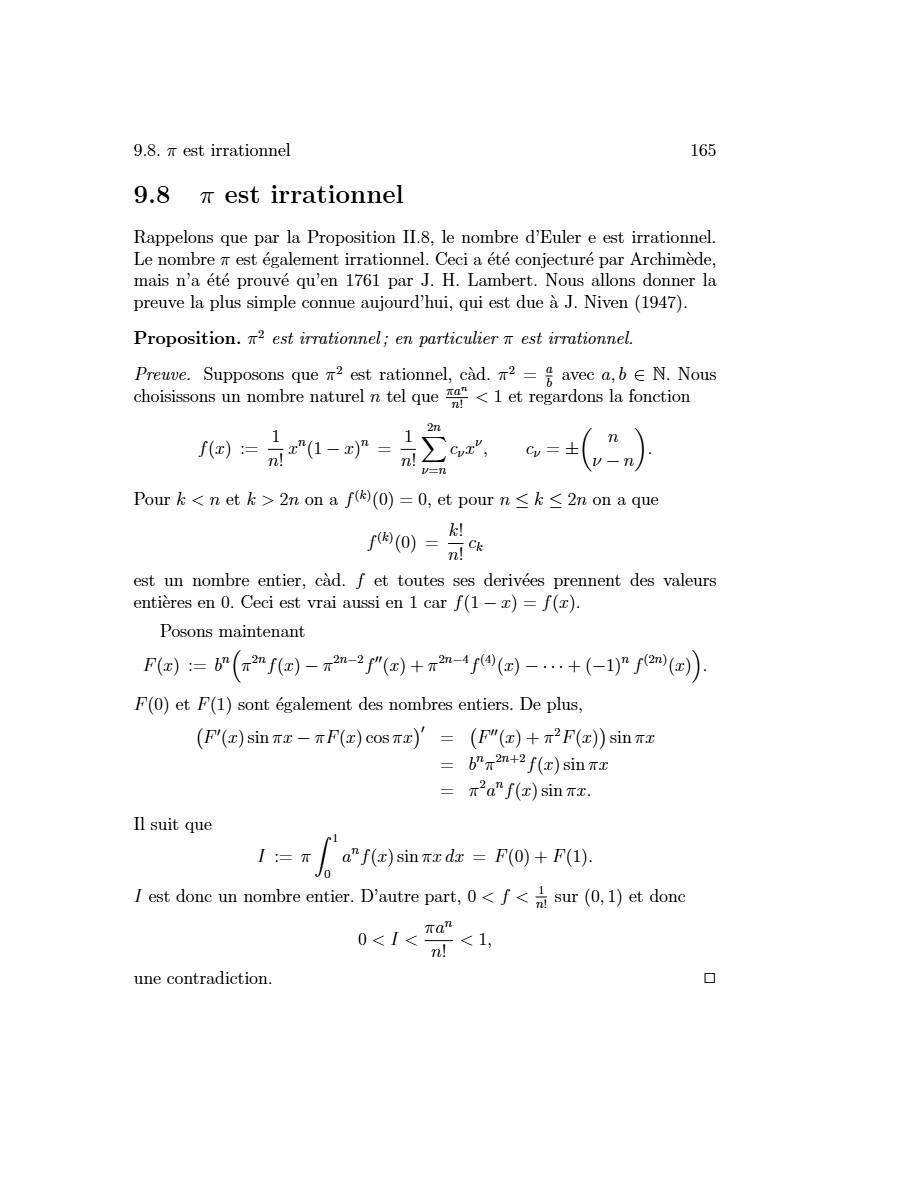 9.8. π est irrationnel 165
9.8 π est irrationnel
Rappelons que par la Proposition II.8, le nombre d'Euler e est irrationnel.
Le nombre π est également irrationnel. Ceci a été conjecturé par Archimède,
mais n'a été prouvé qu'en 1761 par J. H. Lambert. Nous allons donner la
preuve la plus simple connue aujourd'hui, qui est due à J. Niven (1947).
Proposition. π² est irrationnel ; en particulier π est irrationnel.
Preuve. Supposons que π² est rationnel, càd. π² = a/b avec a, b ∈ ℕ. Nous
choisissons un nombre naturel n tel que πaⁿ/n! < 1 et regardons la fonction
f(x) := 1/n! xⁿ(1 − x)ⁿ = 1/n! ∑_{ν=n}^{2n} c_ν x^ν, c_ν = ±(n over ν − n).
Pour k < n et k > 2n on a f^{(k)}(0) = 0, et pour n ≤ k ≤ 2n on a que
f^{(k)}(0) = k!/n! c_k
est un nombre entier, càd. f et toutes ses derivées prennent des valeurs
entières en 0. Ceci est vrai aussi en 1 car f(1 − x) = f(x).
Posons maintenant
F(x) := bⁿ(π^{2n} f(x) − π^{2n−2} f″(x) + π^{2n−4} f^{(4)}(x) − ··· + (−1)ⁿ f^{(2n)}(x)).
F(0) et F(1) sont également des nombres entiers. De plus,
(F′(x) sin πx − πF(x) cos πx)′ = (F″(x) + π²F(x)) sin πx
= bⁿπ^{2n+2} f(x) sin πx
= π²aⁿ f(x) sin πx.
Il suit que
I := π ∫₀¹ aⁿ f(x) sin πx dx = F(0) + F(1).
I est donc un nombre entier. D'autre part, 0 < f < 1/n! sur (0, 1) et donc
0 < I < πaⁿ/n! < 1,
une contradiction. □